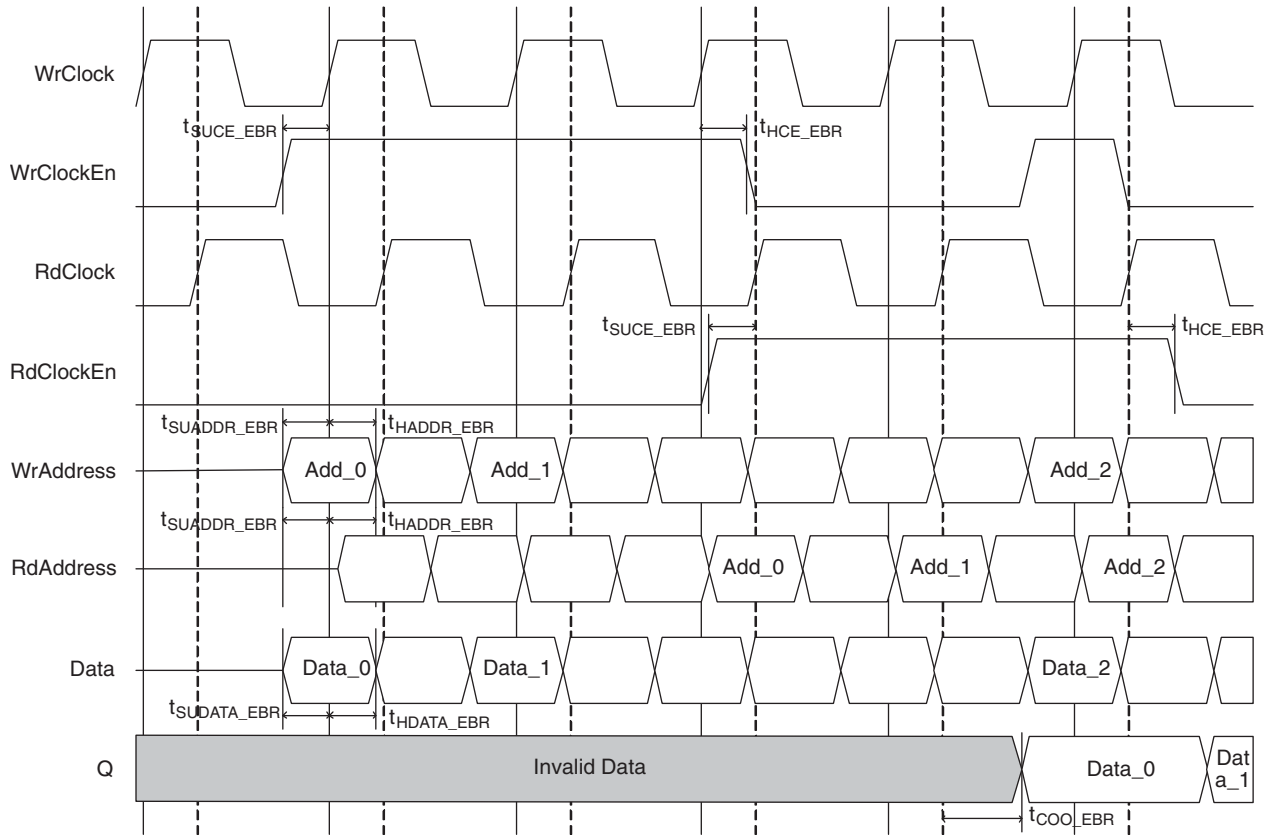 WrClock
tSUCE_EBR tHCE_EBR
WrClockEn
RdClock
tSUCE_EBR tHCE_EBR
RdClockEn
tSUADDR_EBR tHADDR_EBR
WrAddress Add_0 Add_1 Add_2
tSUADDR_EBR tHADDR_EBR
RdAddress Add_0 Add_1 Add_2
Data Data_0 Data_1 Data_2
tSUDATA_EBR tHDATA_EBR
Q Invalid Data Data_0 Dat
a_1
tCOO_EBR